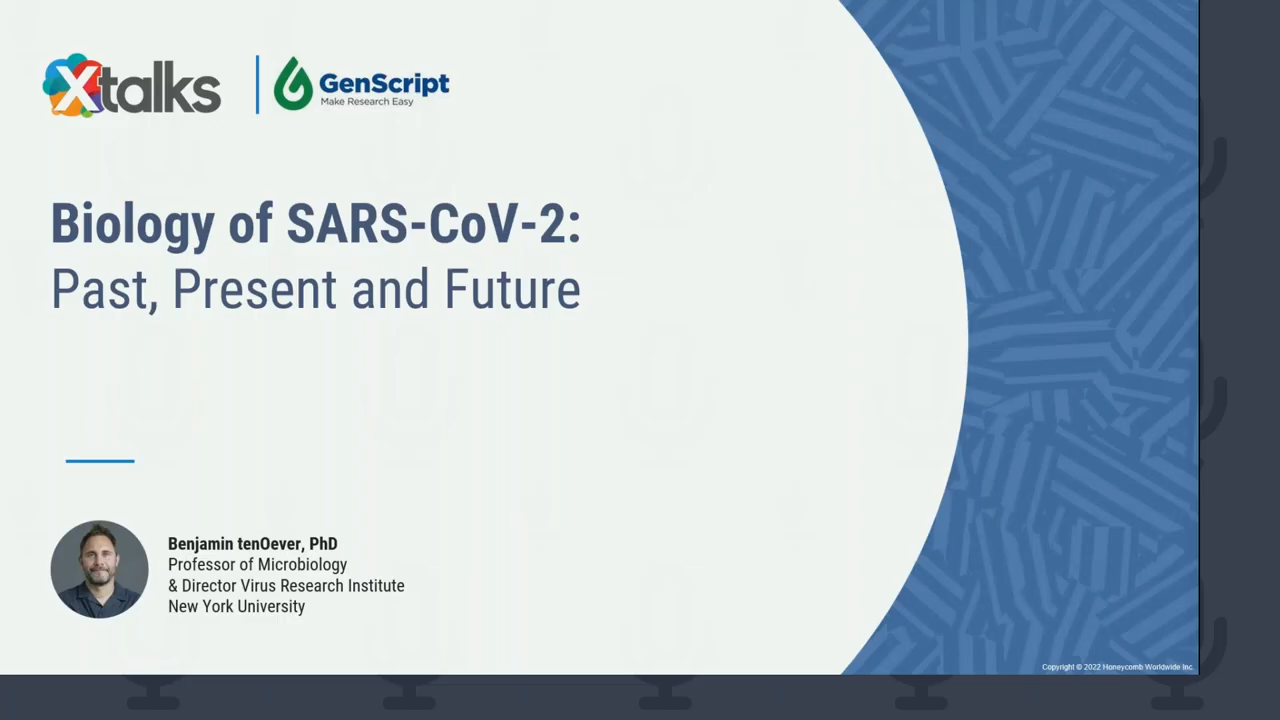 Xtalks
GenScript
Make Research Easy
Biology of SARS-CoV-2:
Past, Present and Future
Benjamin tenOever, PhD
Professor of Microbiology
& Director Virus Research Institute
New York University
Copyright © 2022 Honeycomb Worldwide Inc.